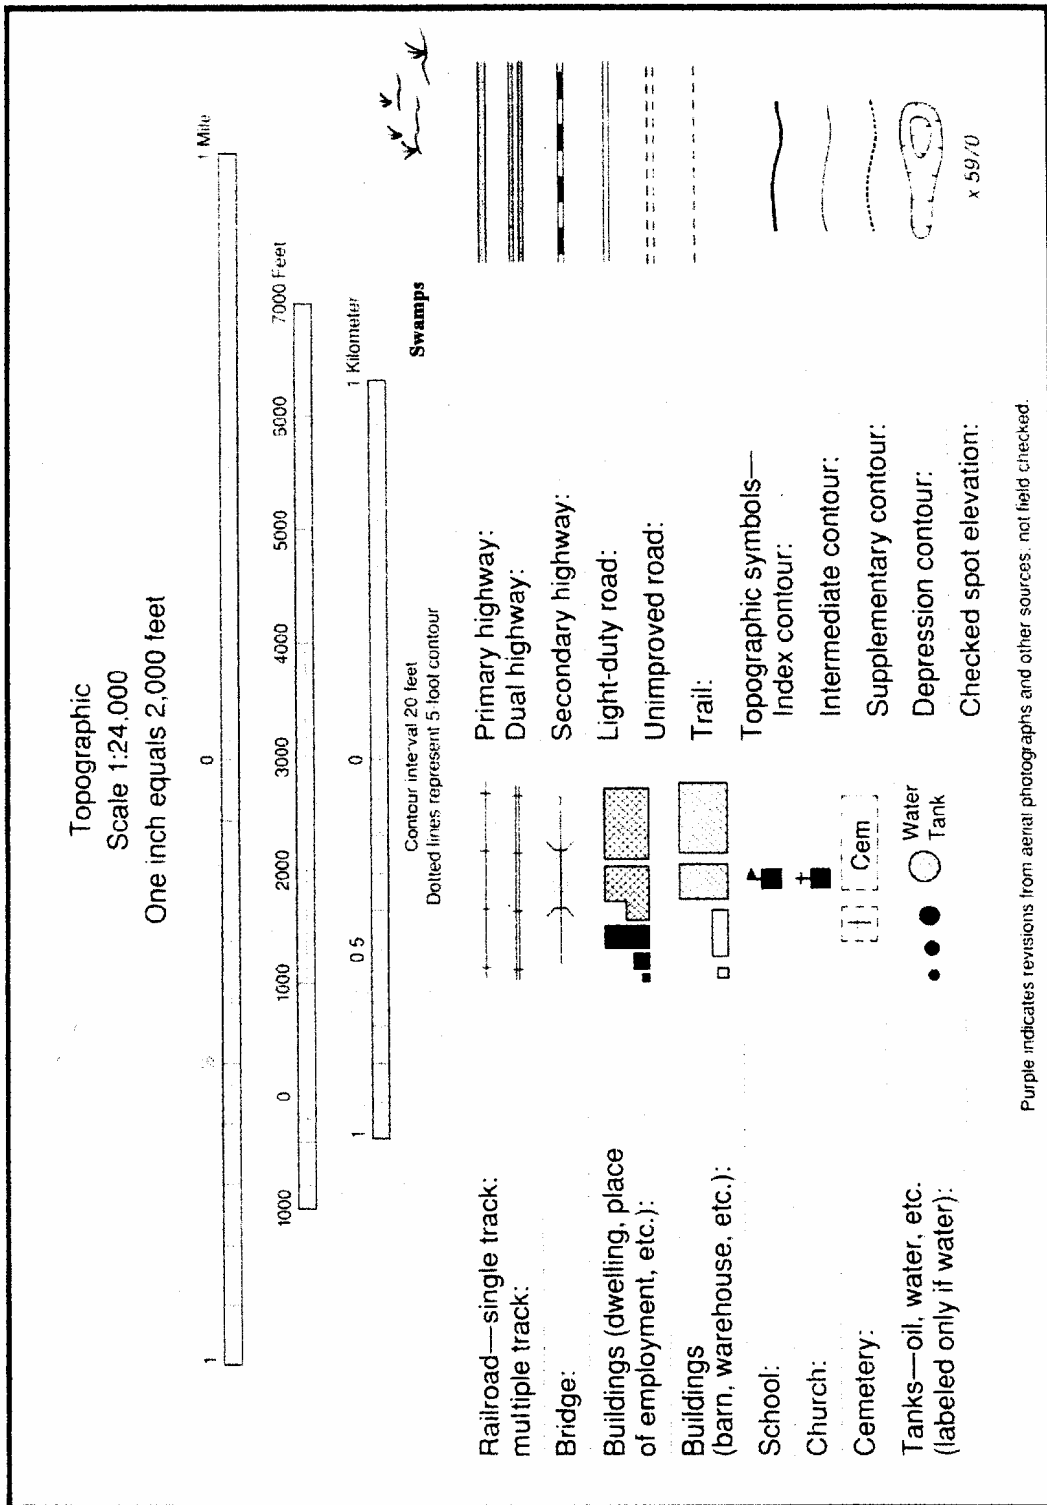 Topographic
Scale 1:24,000
One inch equals 2,000 feet
1 0 1 Mile
1000 0 1000 2000 3000 4000 5000 6000 7000 Feet
1 0 5 0 1 Kilometer
Contour interval 20 feet
Dotted lines represent 5-foot contour
Swamps
Railroad—single track:
multiple track:
Bridge:
Buildings (dwelling, place
of employment, etc.):
Buildings
(barn, warehouse, etc.):
School:
Church:
Cemetery:
Cem
Tanks—oil, water, etc.
(labeled only if water):
Water
Tank
Primary highway:
Dual highway:
Secondary highway:
Light-duty road:
Unimproved road:
Trail:
Topographic symbols—
Index contour:
Intermediate contour:
Supplementary contour:
Depression contour:
Checked spot elevation:
x 5970
Purple indicates revisions from aerial photographs and other sources; not field checked.